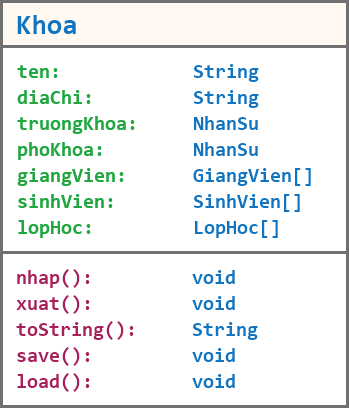 Khoa
ten: String
diaChi: String
truongKhoa: NhanSu
phoKhoa: NhanSu
giangVien: GiangVien[]
sinhVien: SinhVien[]
lopHoc: LopHoc[]
nhap(): void
xuat(): void
toString(): String
save(): void
load(): void